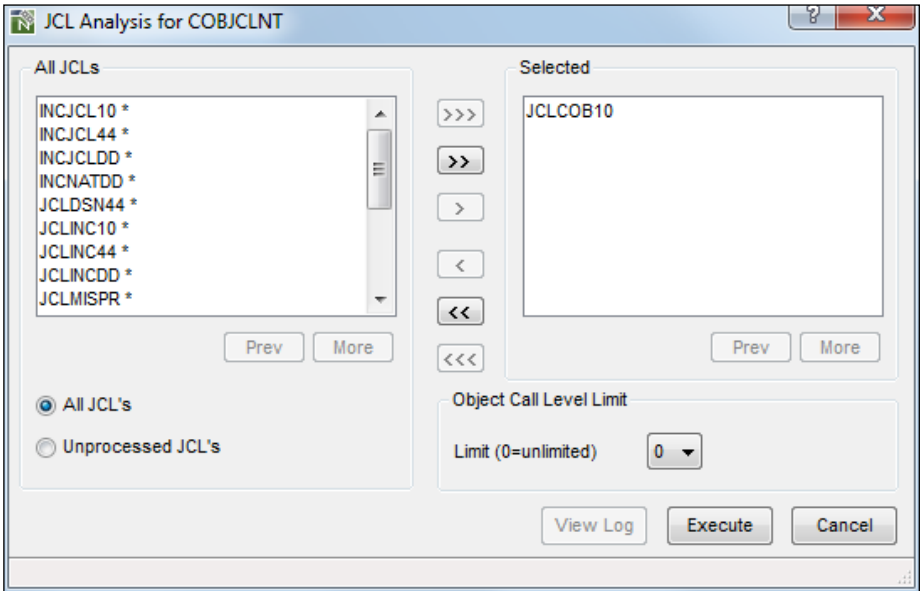 JCL Analysis for COBJCLNT
?
X
All JCLs
INCJCL10 *
INCJCL44 *
INCJCLDD *
INCNATDD *
JCLDSN44 *
JCLINC10 *
JCLINC44 *
JCLINCDD *
JCLMISPR *
Prev
More
All JCL's
Unprocessed JCL's
>>>
>>
>
<
<<
<<<
Selected
JCLCOB10
Prev
More
Object Call Level Limit
Limit (0=unlimited)
0
View Log
Execute
Cancel